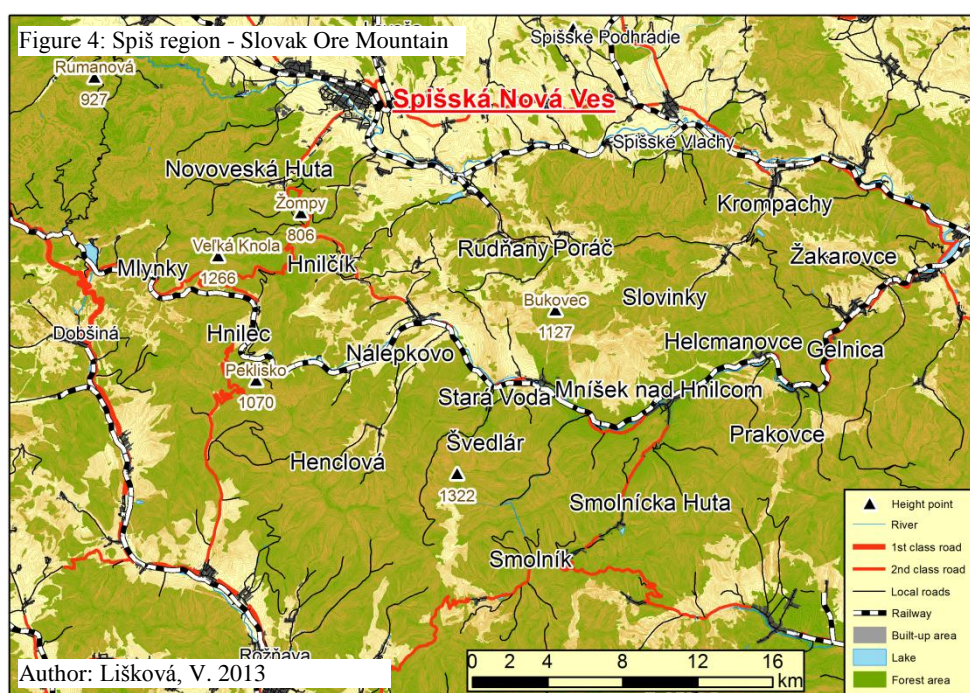 Figure 4: Spiš region - Slovak Ore Mountain
Spišské Podhradie
Rumanová
927
Spišská Nová Ves
Spišské Vlachy
Novoveská Huta
Žompy
806
Krompachy
Veľká Knola
1266
Hnilčík
Rudňany
Poráč
Žakarovce
Mlynky
Bukovec
1127
Slovinky
Dobšiná
Hnilec
Nálepkovo
Helcmanovce
Gelnica
Peklisko
1070
Stará Voda
Mníšek nad Hnilcom
Prakovce
Henclová
Švedlár
1322
Smolnícka Huta
Smolník
Rožňava
Height point
River
1st class road
2nd class road
Local roads
Railway
Built-up area
Lake
Forest area
0 2 4 8 12 16
km
Author: Lišková, V. 2013